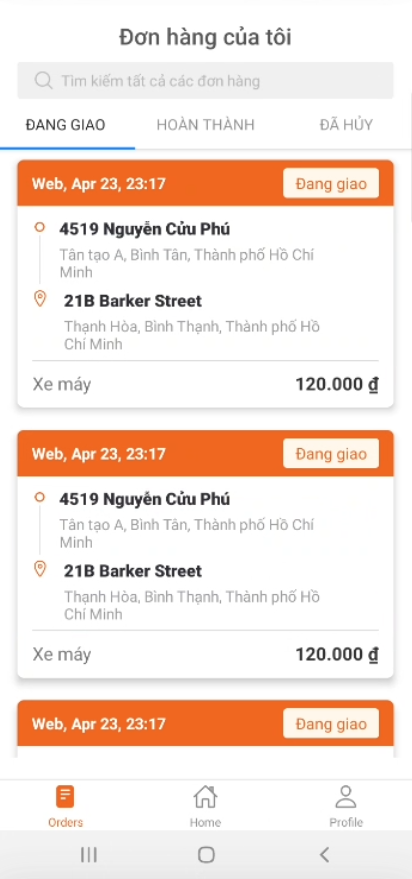 Đơn hàng của tôi
Tìm kiếm tất cả các đơn hàng
ĐANG GIAO HOÀN THÀNH ĐÃ HỦY
Web, Apr 23, 23:17 Đang giao
4519 Nguyễn Cửu Phú
Tân tạo A, Bình Tân, Thành phố Hồ Chí
Minh
21B Barker Street
Thạnh Hòa, Bình Thạnh, Thành phố Hồ
Chí Minh
Xe máy 120.000 ₫
Web, Apr 23, 23:17 Đang giao
4519 Nguyễn Cửu Phú
Tân tạo A, Bình Tân, Thành phố Hồ Chí
Minh
21B Barker Street
Thạnh Hòa, Bình Thạnh, Thành phố Hồ
Chí Minh
Xe máy 120.000 ₫
Web, Apr 23, 23:17 Đang giao
Orders Home Profile